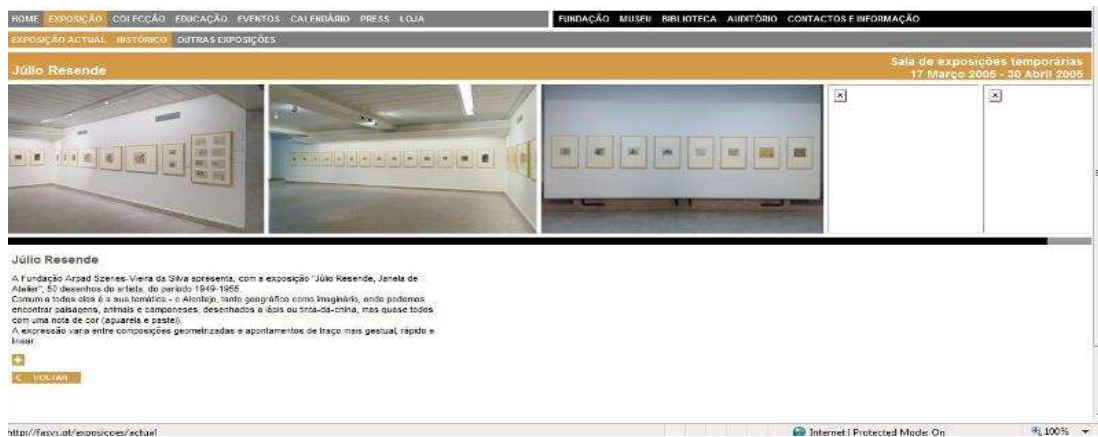 HOME EXPOSIÇÃO COLECÇÃO EDUCAÇÃO EVENTOS CALENDÁRIO PRESS LOJA
FUNDAÇÃO MUSEU BIBLIOTECA AUDITÓRIO CONTACTOS E INFORMAÇÃO
EXPOSIÇÃO ACTUAL HISTÓRICO OUTRAS EXPOSIÇÕES
Júlio Resende
Sala de exposições temporárias
17 Março 2005 - 30 Abril 2005
Júlio Resende
A Fundação Arpad Szenes-Vieira da Silva apresenta, com a exposição "Júlio Resende, Janela de
Atelier", 50 desenhos do artista, do período 1949-1955.
Comum a todos eles é a sua temática - o Alentejo, tanto geográfico como imaginário, onde podemos
encontrar paisagens, animais e camponeses, desenhados a lápis ou tinta-da-china, mas quase todos
com uma nota de cor (aguarela e pastel).
A expressão varia entre composições geometrizadas e apontamentos de traço mais gestual, rápido e
linear
< VOLTAR
http://fasvs.pt/exposicoes/actual
Internet | Protected Mode: On
100%